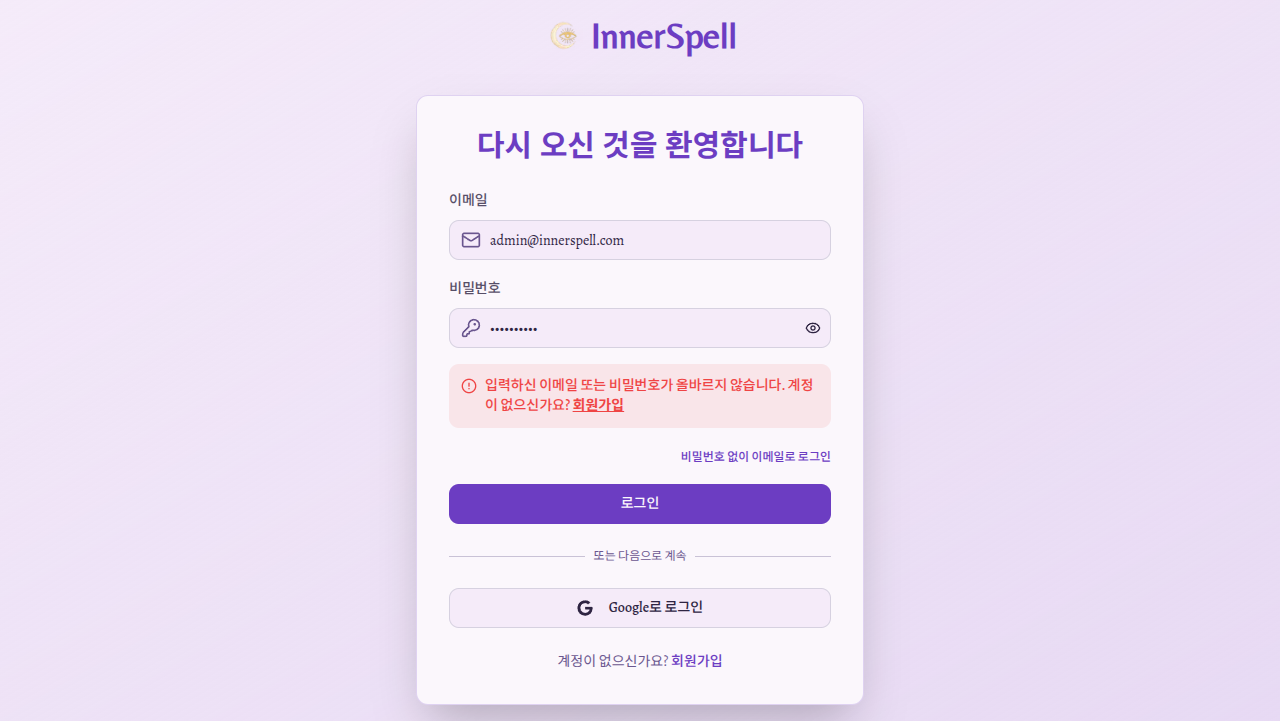 InnerSpell
다시 오신 것을 환영합니다
이메일
admin@innerspell.com
비밀번호
••••••••••
입력하신 이메일 또는 비밀번호가 올바르지 않습니다. 계정
이 없으신가요? 회원가입
비밀번호 없이 이메일로 로그인
로그인
또는 다음으로 계속
Google로 로그인
계정이 없으신가요? 회원가입